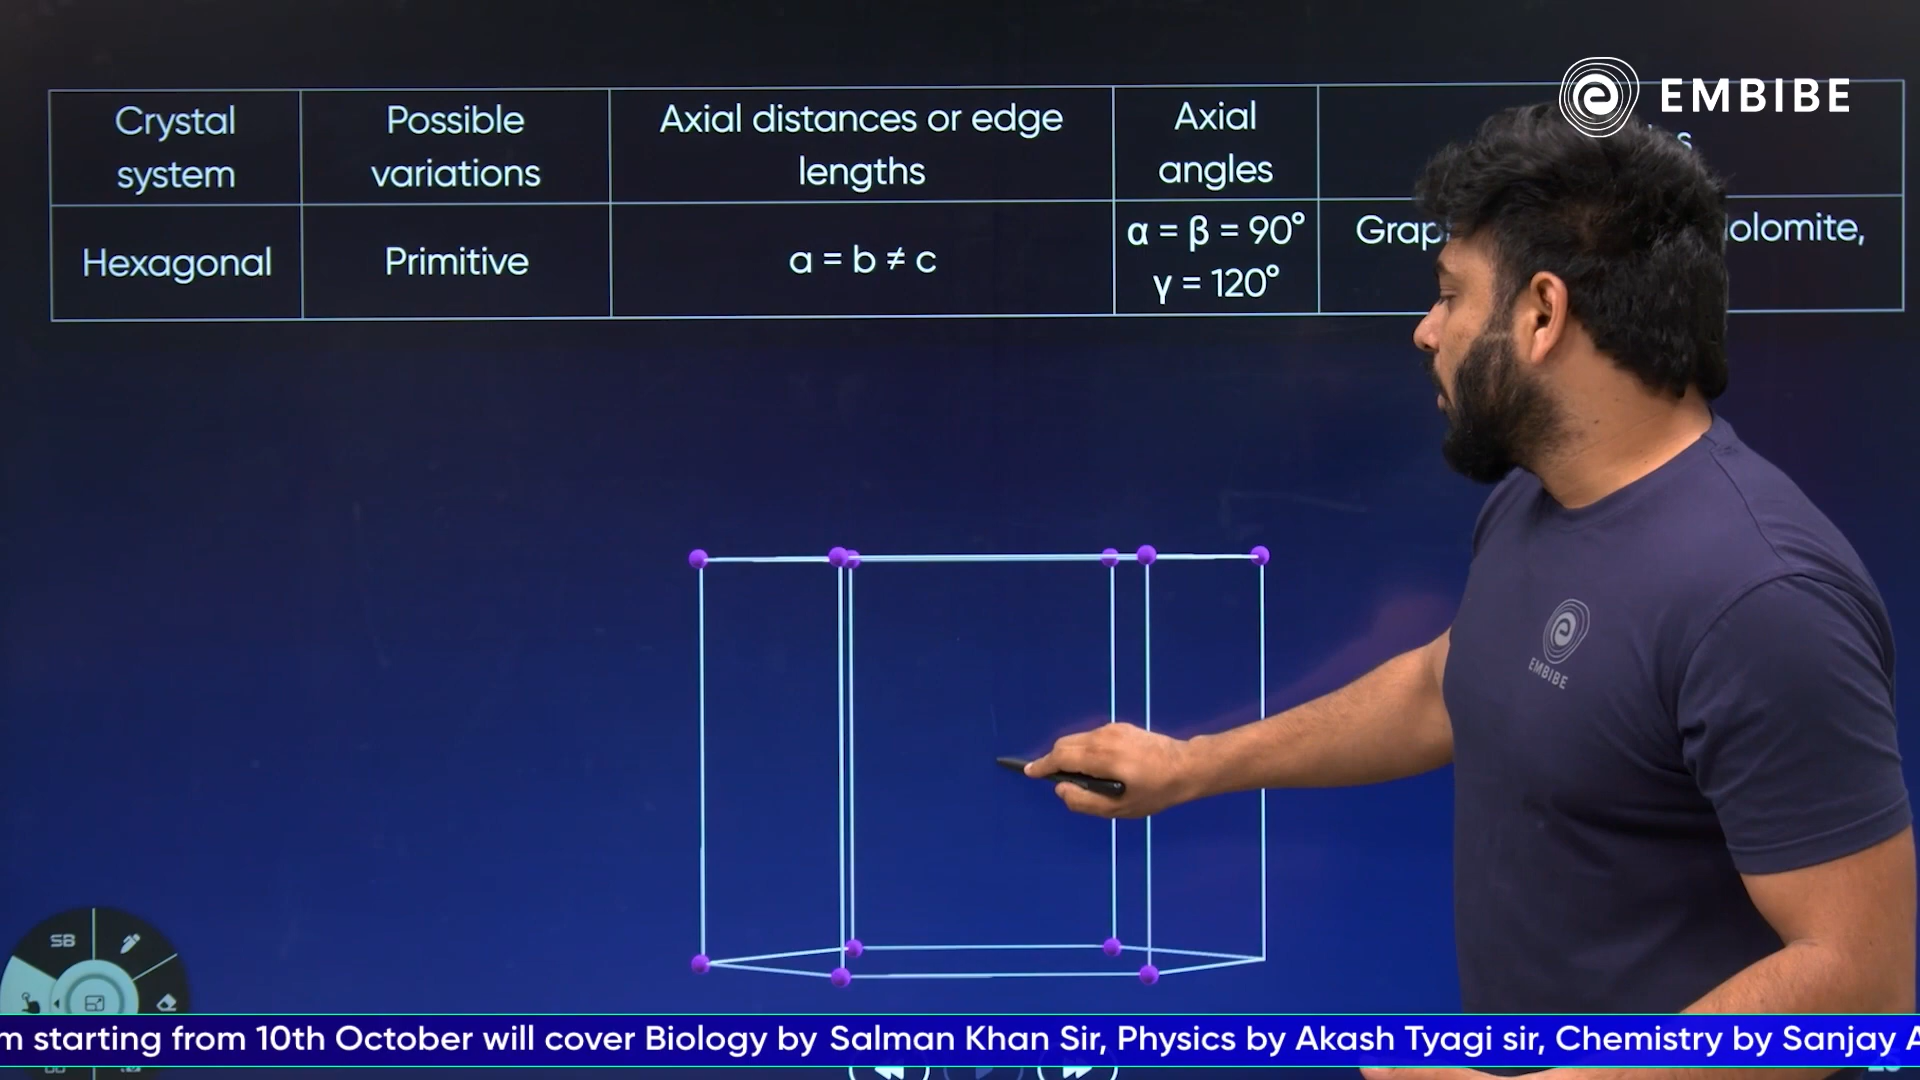 EMBIBE
Crystal system
Possible variations
Axial distances or edge lengths
Axial angles
Hexagonal
Primitive
a = b ≠ c
α = β = 90°
γ = 120°
EMBIBE
SB
starting from 10th October will cover Biology by Salman Khan Sir, Physics by Akash Tyagi sir, Chemistry by Sanjay